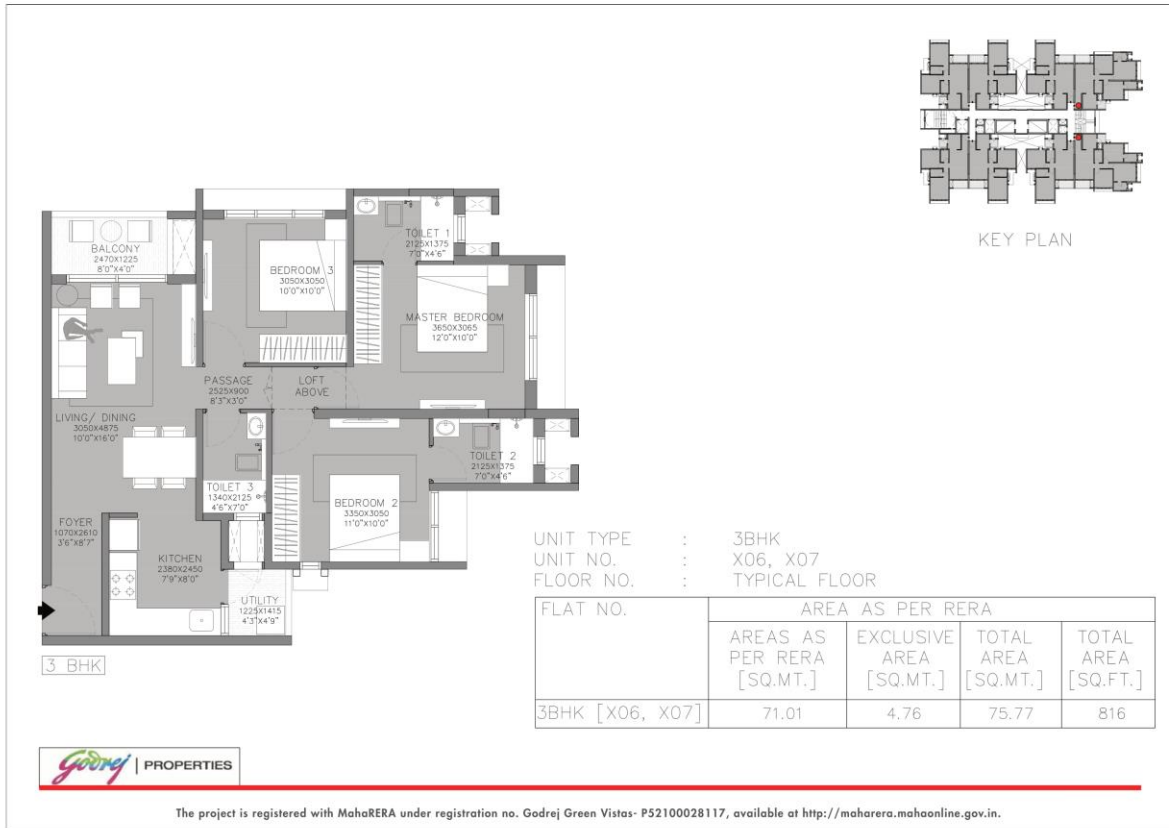 KEY PLAN
BALCONY
2470X1225
8'0"X4'0"
BEDROOM 3
3050X3050
10'0"X10'0"
TOILET 1
2125X1375
7'0"X4'6"
MASTER BEDROOM
3650X3065
12'0"X10'0"
PASSAGE
2525X900
8'3"X3'0"
LOFT
ABOVE
LIVING/ DINING
3050X4875
10'0"X16'0"
TOILET 2
2125X1375
7'0"X4'6"
TOILET 3
1340X2125
4'6"X7'0"
BEDROOM 2
3350X3050
11'0"X10'0"
FOYER
1070X2610
3'6"X8'7"
KITCHEN
2380X2450
7'9"X8'0"
UTILITY
1225X1415
4'3"X4'9"
3 BHK
UNIT TYPE : 3BHK
UNIT NO. : X06, X07
FLOOR NO. : TYPICAL FLOOR
FLAT NO. AREA AS PER RERA
AREAS AS PER RERA [SQ.MT.] EXCLUSIVE AREA [SQ.MT.] TOTAL AREA [SQ.MT.] TOTAL AREA [SQ.FT.]
3BHK [X06, X07] 71.01 4.76 75.77 816
Godrej | PROPERTIES
The project is registered with MahaRERA under registration no. Godrej Green Vistas- P52100028117, available at http://maharera.mahaonline.gov.in.